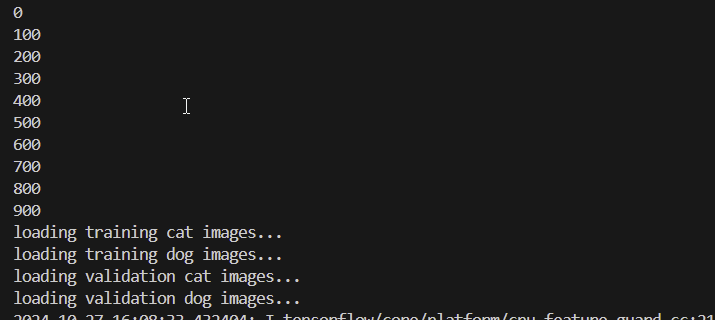 0
100
200
300
400
500
600
700
800
900
loading training cat images...
loading training dog images...
loading validation cat images...
loading validation dog images...
2024-10-27 16:08:33.432404: I tensorflow/core/platform/cpu_feature_guard.cc:21